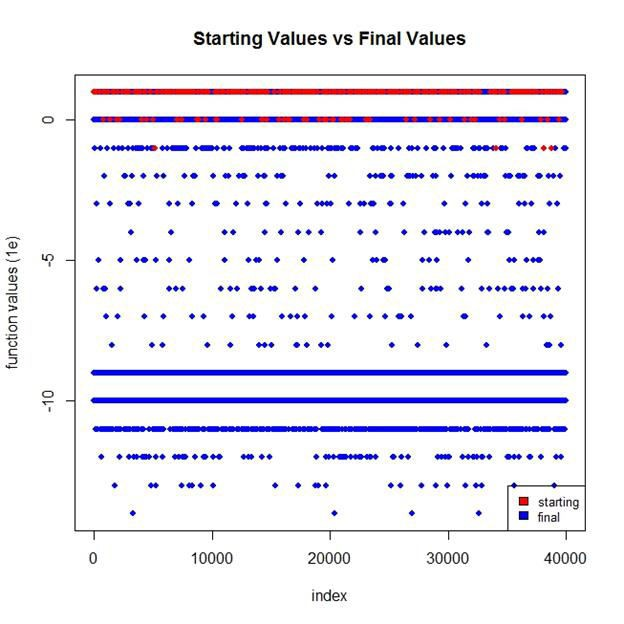 Starting Values vs Final Values
function values (1e)
0
-5
-10
starting
final
0 10000 20000 30000 40000
index